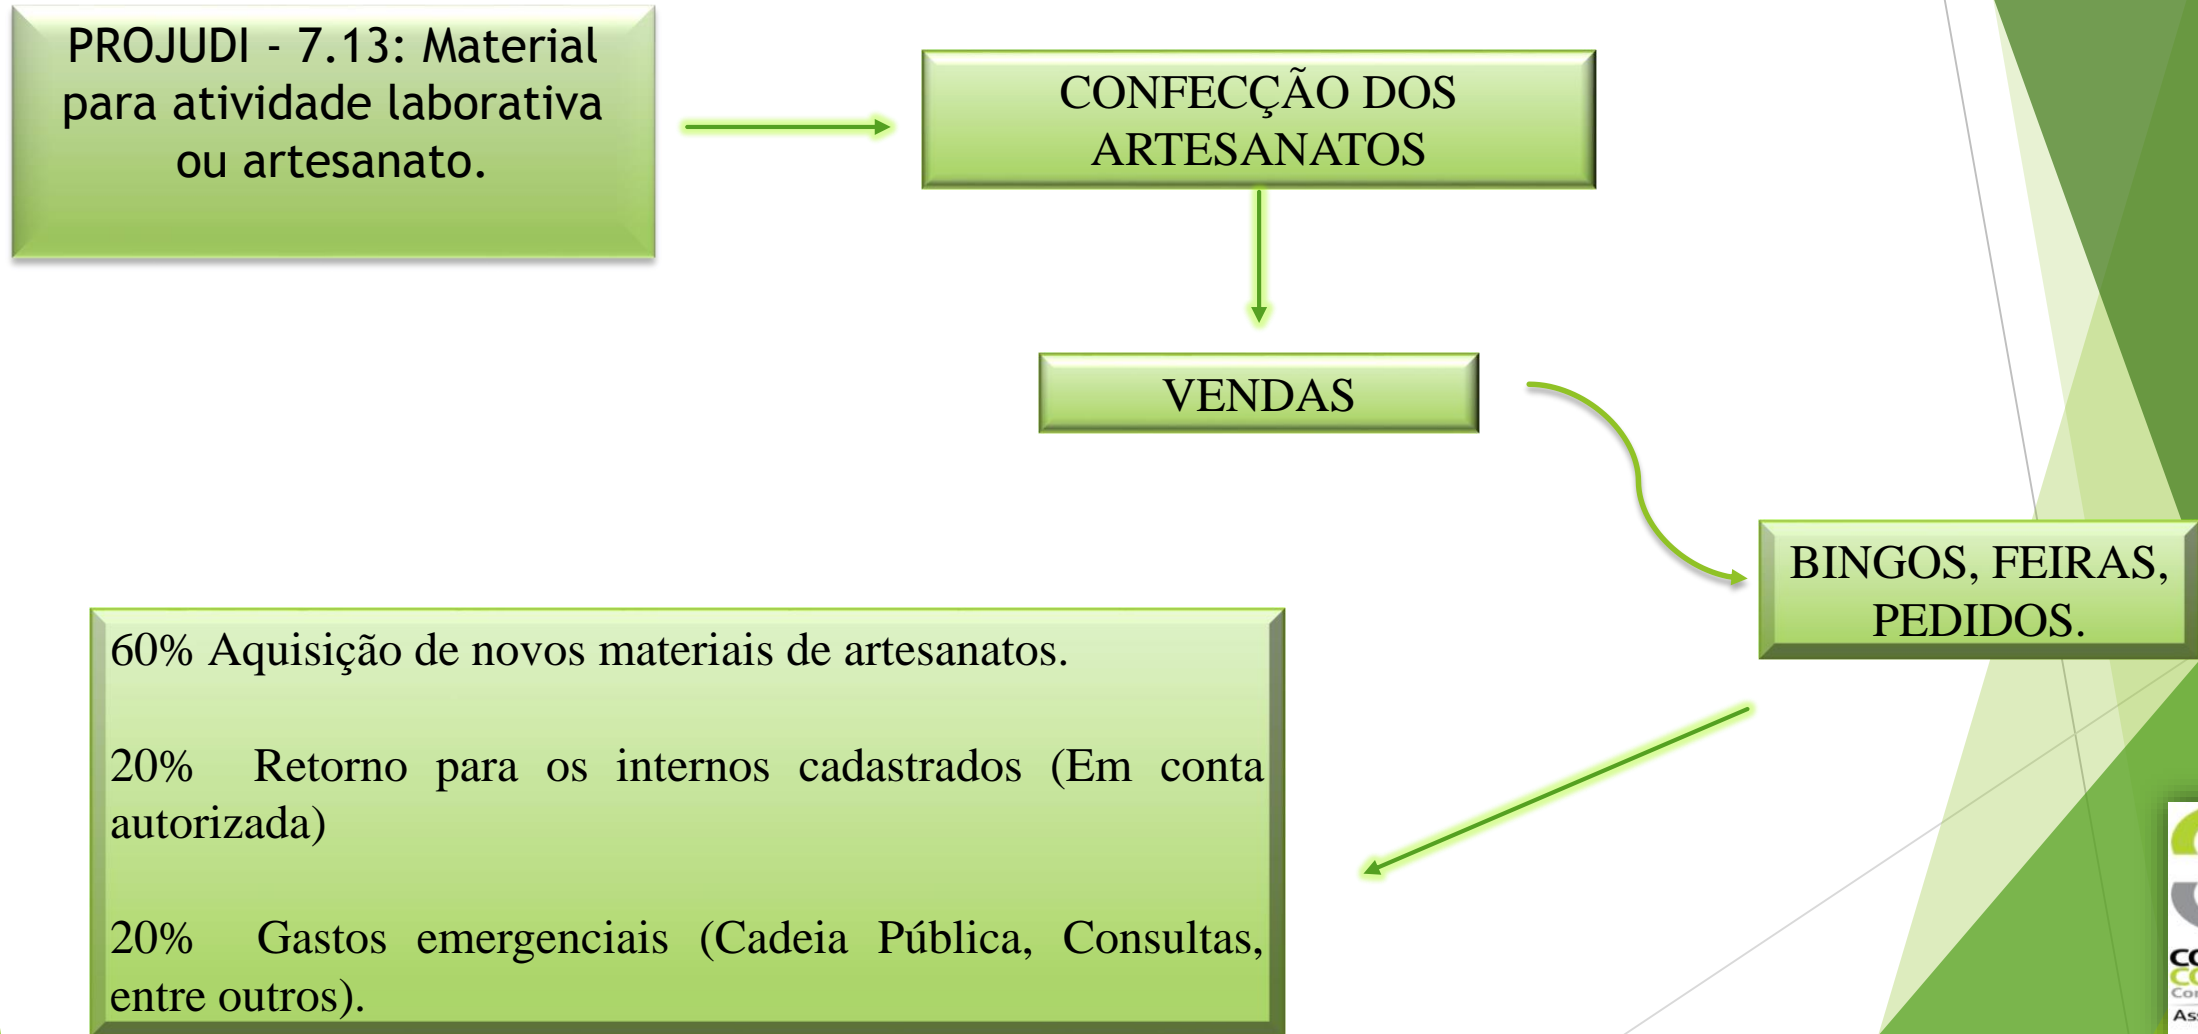 PROJUDI - 7.13: Material
para atividade laborativa
ou artesanato.
CONFECÇÃO DOS
ARTESANATOS
VENDAS
BINGOS, FEIRAS,
PEDIDOS.
60% Aquisição de novos materiais de artesanatos.
20% Retorno para os internos cadastrados (Em conta
autorizada)
20% Gastos emergenciais (Cadeia Pública, Consultas,
entre outros).